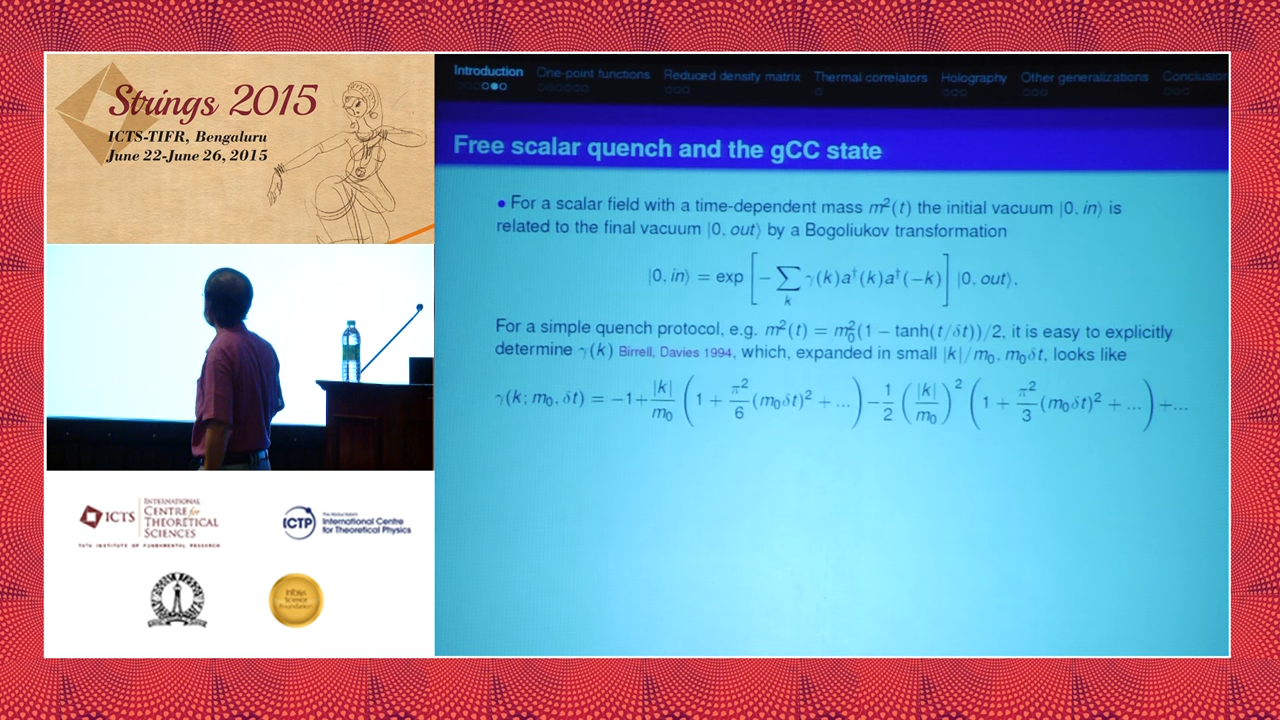 Strings 2015
ICTS-TIFR, Bengaluru
June 22-June 26, 2015
ICTS
INTERNATIONAL
CENTRE for
THEORETICAL
SCIENCES
TATA INSTITUTE OF FUNDAMENTAL RESEARCH
ICTP
The Abdus Salam
International Centre
for Theoretical Physics
Infosys
Science
Foundation
Introduction One-point functions Reduced density matrix Thermal correlators Holography Other generalizations Conclusion
Free scalar quench and the gCC state
• For a scalar field with a time-dependent mass m²(t) the initial vacuum |0, in⟩ is
related to the final vacuum |0, out⟩ by a Bogoliukov transformation
|0, in⟩ = exp [−∑ₖ γ(k)a†(k)a†(−k)] |0, out⟩.
For a simple quench protocol, e.g. m²(t) = m₀²(1 − tanh(t/δt))/2, it is easy to explicitly
determine γ(k) Birrell, Davies 1994, which, expanded in small |k|/m₀, m₀δt, looks like
γ(k; m₀, δt) = −1+ |k|/m₀ (1 + π²/6 (m₀δt)² + ...) − 1/2 (|k|/m₀)² (1 + π²/3 (m₀δt)² + ...) +...